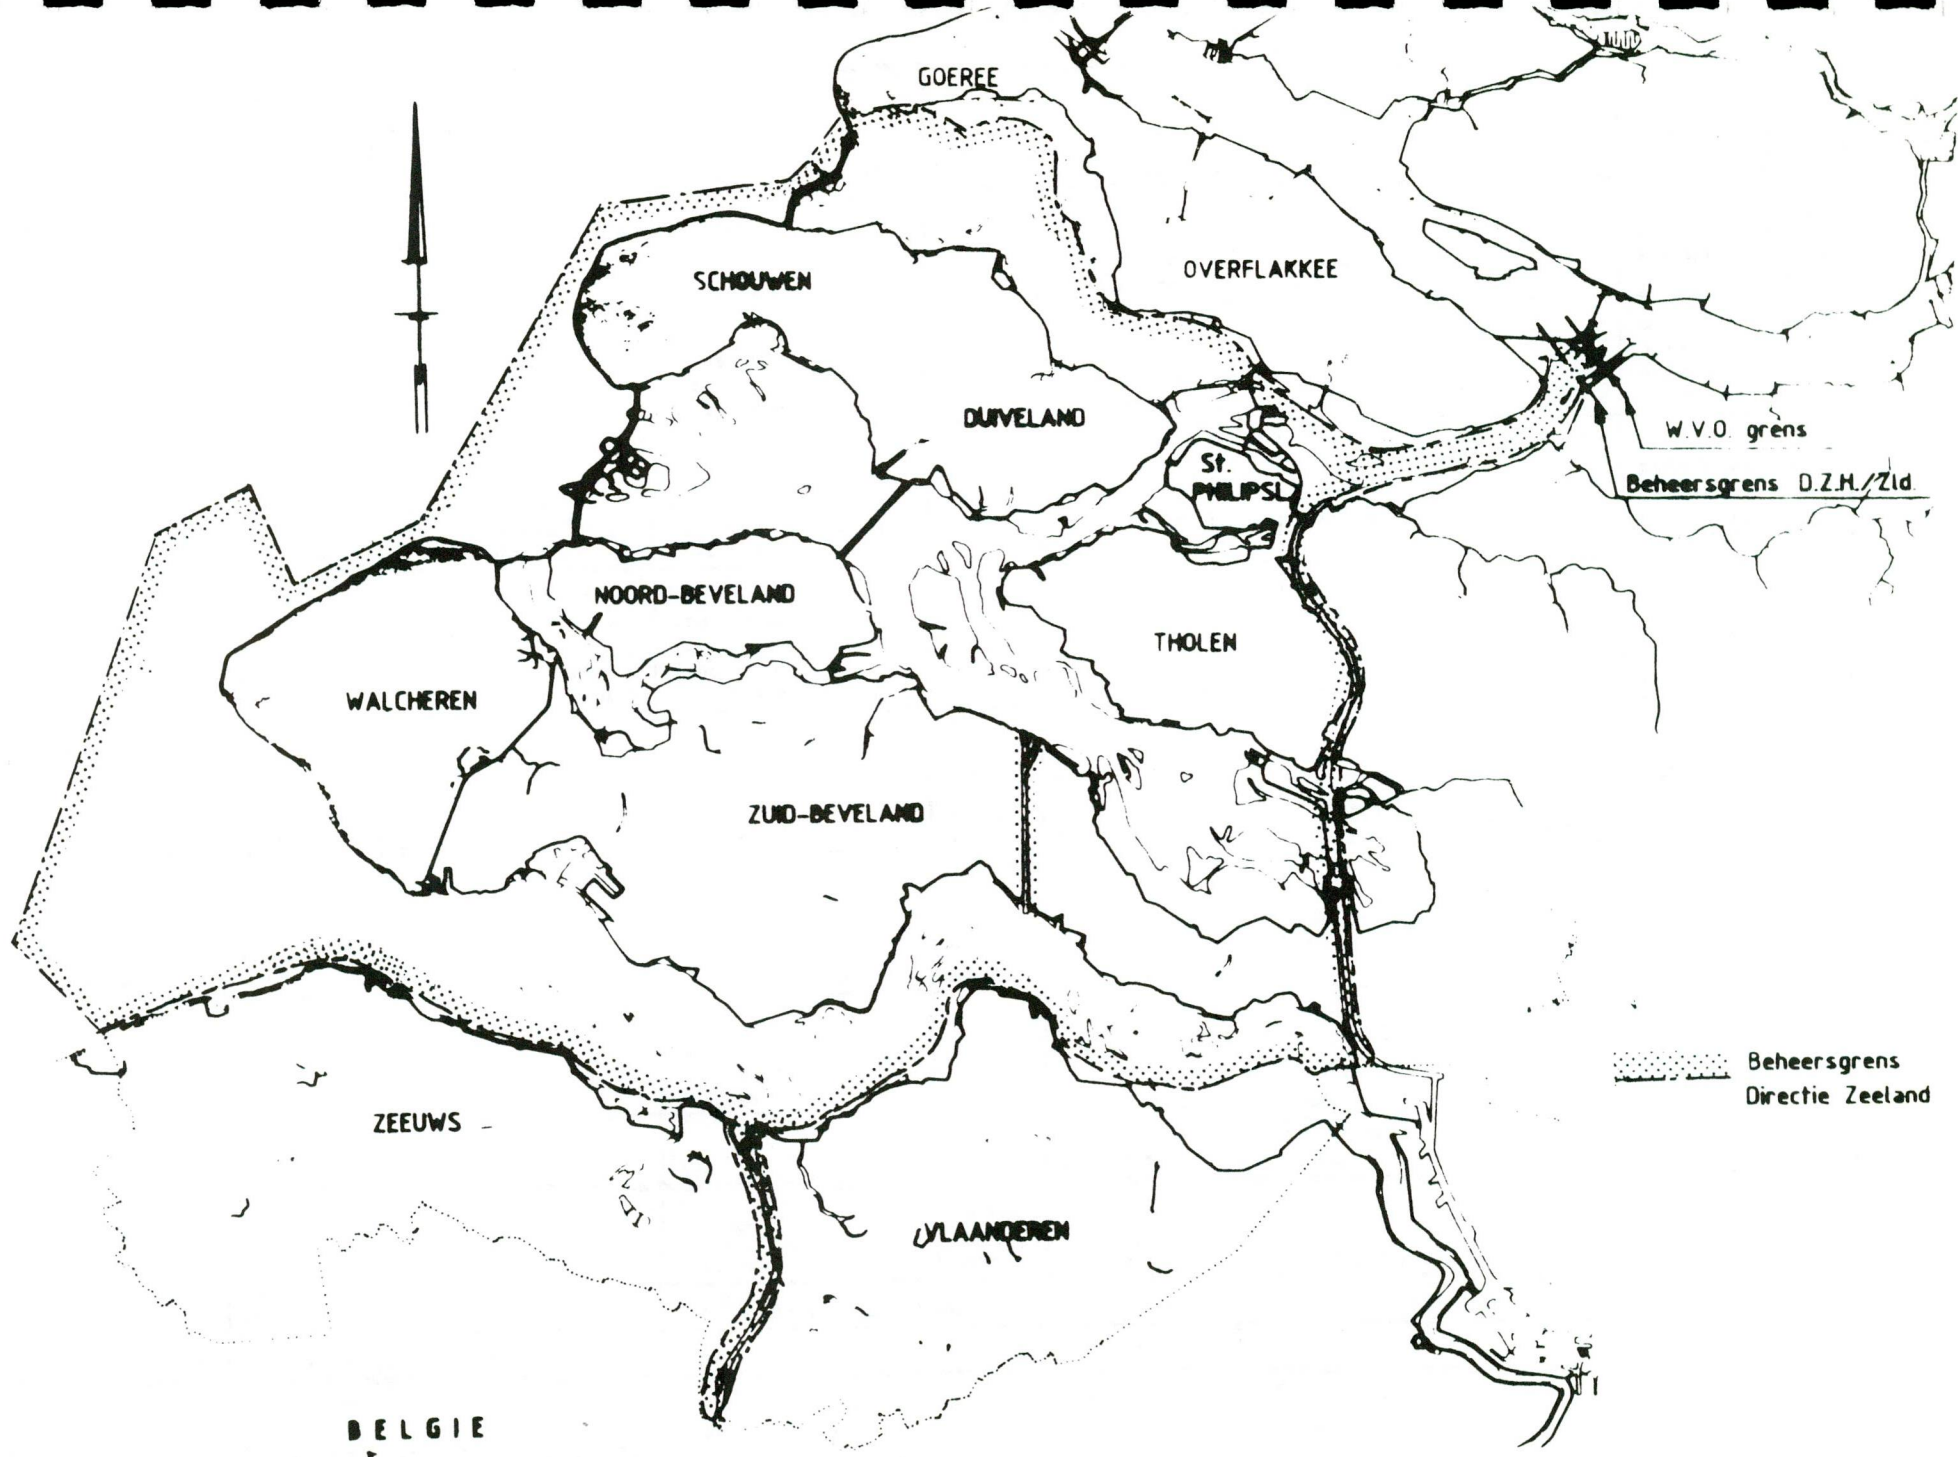 GOEREE
OVERFLAKKEE
SCHOUWEN
DUIVELAND
W.V.O. grens
St.
PHILIPSL.
Beheersgrens D.Z.H./Zld.
NOORD-BEVELAND
THOLEN
WALCHEREN
ZUID-BEVELAND
Beheersgrens
Directie Zeeland
ZEEUWS -
VLAANDEREN
BELGIE